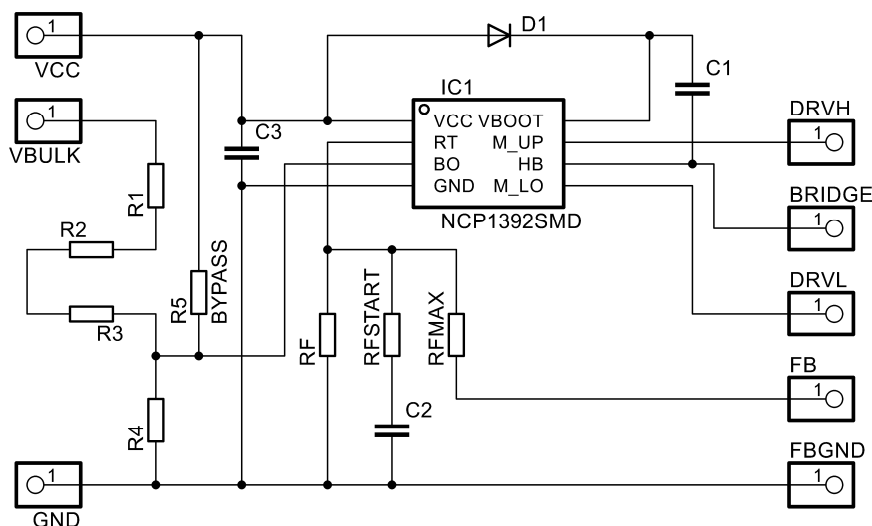 1
VCC
D1
C1
IC1
DRVH
1
VBULK
C3
VCC VBOOT
1
RT M_UP
BO HB
GND M_LO
NCP1392SMD
R1
BRIDGE
1
R2
R3
R5
BYPASS
DRVL
1
RF
RFSTART
RFMAX
FB
1
R4
C2
FBGND
1
1
GND